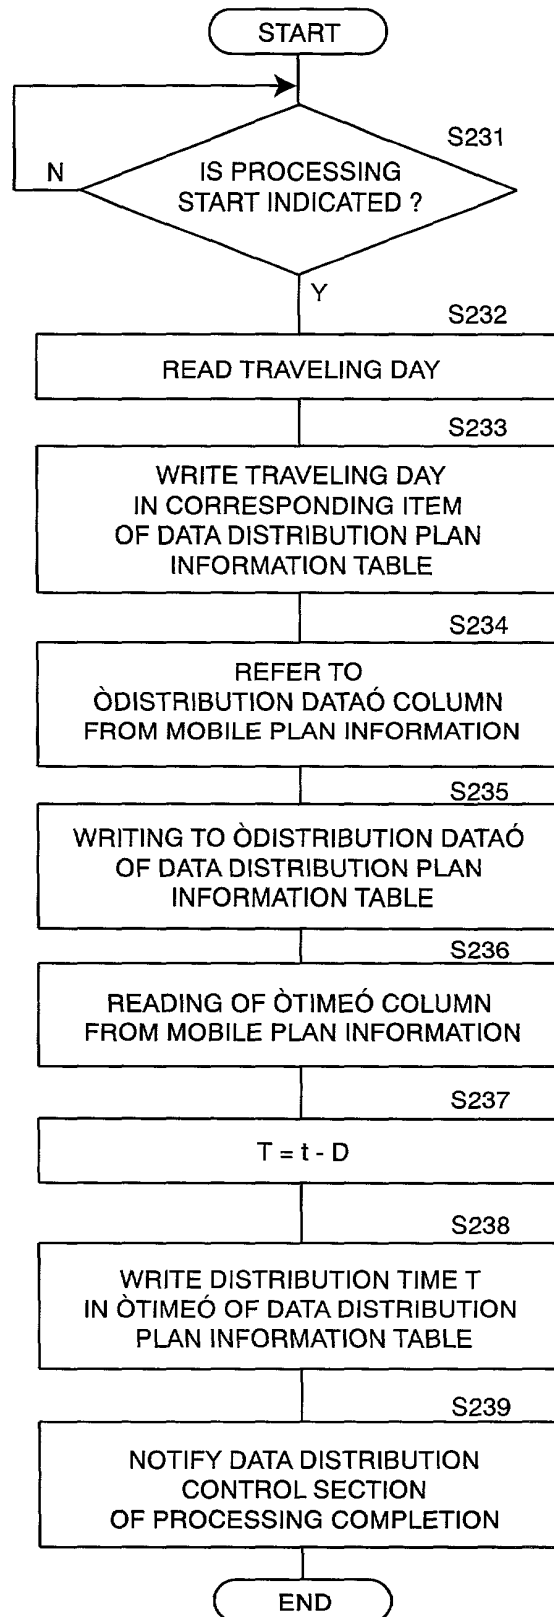 START
S231
N
IS PROCESSING
START INDICATED ?
Y
S232
READ TRAVELING DAY
S233
WRITE TRAVELING DAY
IN CORRESPONDING ITEM
OF DATA DISTRIBUTION PLAN
INFORMATION TABLE
S234
REFER TO
ÒDISTRIBUTION DATAÓ COLUMN
FROM MOBILE PLAN INFORMATION
S235
WRITING TO ÒDISTRIBUTION DATAÓ
OF DATA DISTRIBUTION PLAN
INFORMATION TABLE
S236
READING OF ÒTIMEÓ COLUMN
FROM MOBILE PLAN INFORMATION
S237
T = t - D
S238
WRITE DISTRIBUTION TIME T
IN ÒTIMEÓ OF DATA DISTRIBUTION
PLAN INFORMATION TABLE
S239
NOTIFY DATA DISTRIBUTION
CONTROL SECTION
OF PROCESSING COMPLETION
END